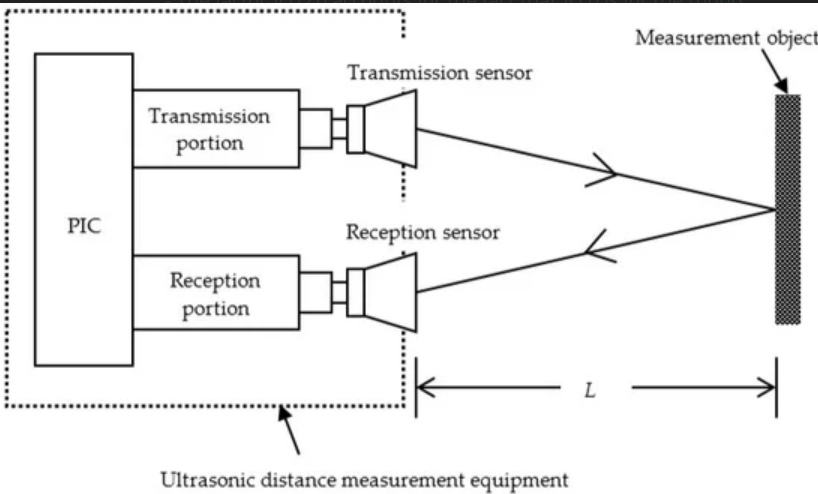 Measurement object
Transmission sensor
Transmission
portion
PIC
Reception sensor
Reception
portion
L
Ultrasonic distance measurement equipment